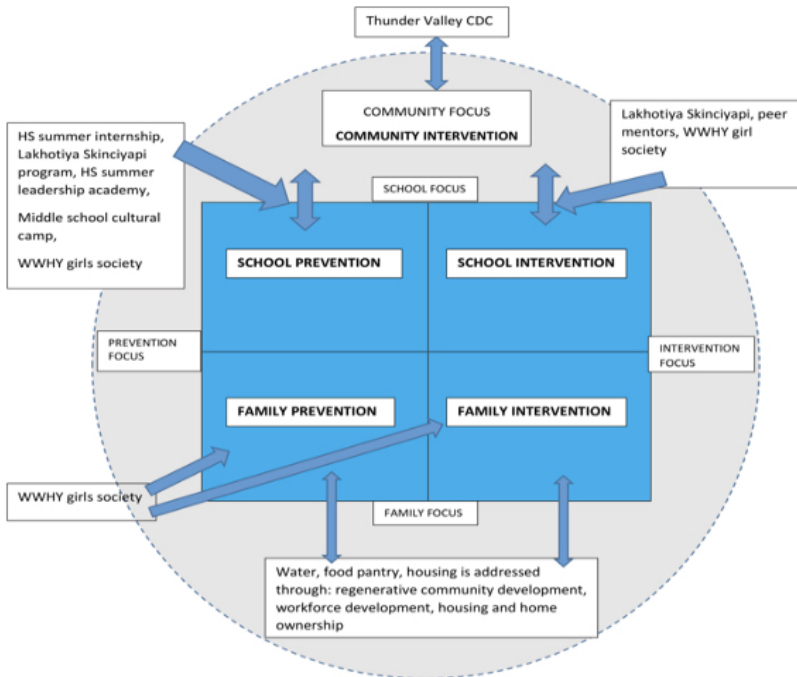 Thunder Valley CDC
COMMUNITY FOCUS
COMMUNITY INTERVENTION
HS summer internship,
Lakhotiya Skinciyapi
program, HS summer
leadership academy,
Middle school cultural
camp,
WWHY girls society
Lakhotiya Skinciyapi, peer
mentors, WWHY girl
society
SCHOOL FOCUS
SCHOOL PREVENTION
SCHOOL INTERVENTION
PREVENTION
FOCUS
INTERVENTION
FOCUS
FAMILY PREVENTION
FAMILY INTERVENTION
WWHY girls society
FAMILY FOCUS
Water, food pantry, housing is addressed
through: regenerative community development,
workforce development, housing and home
ownership